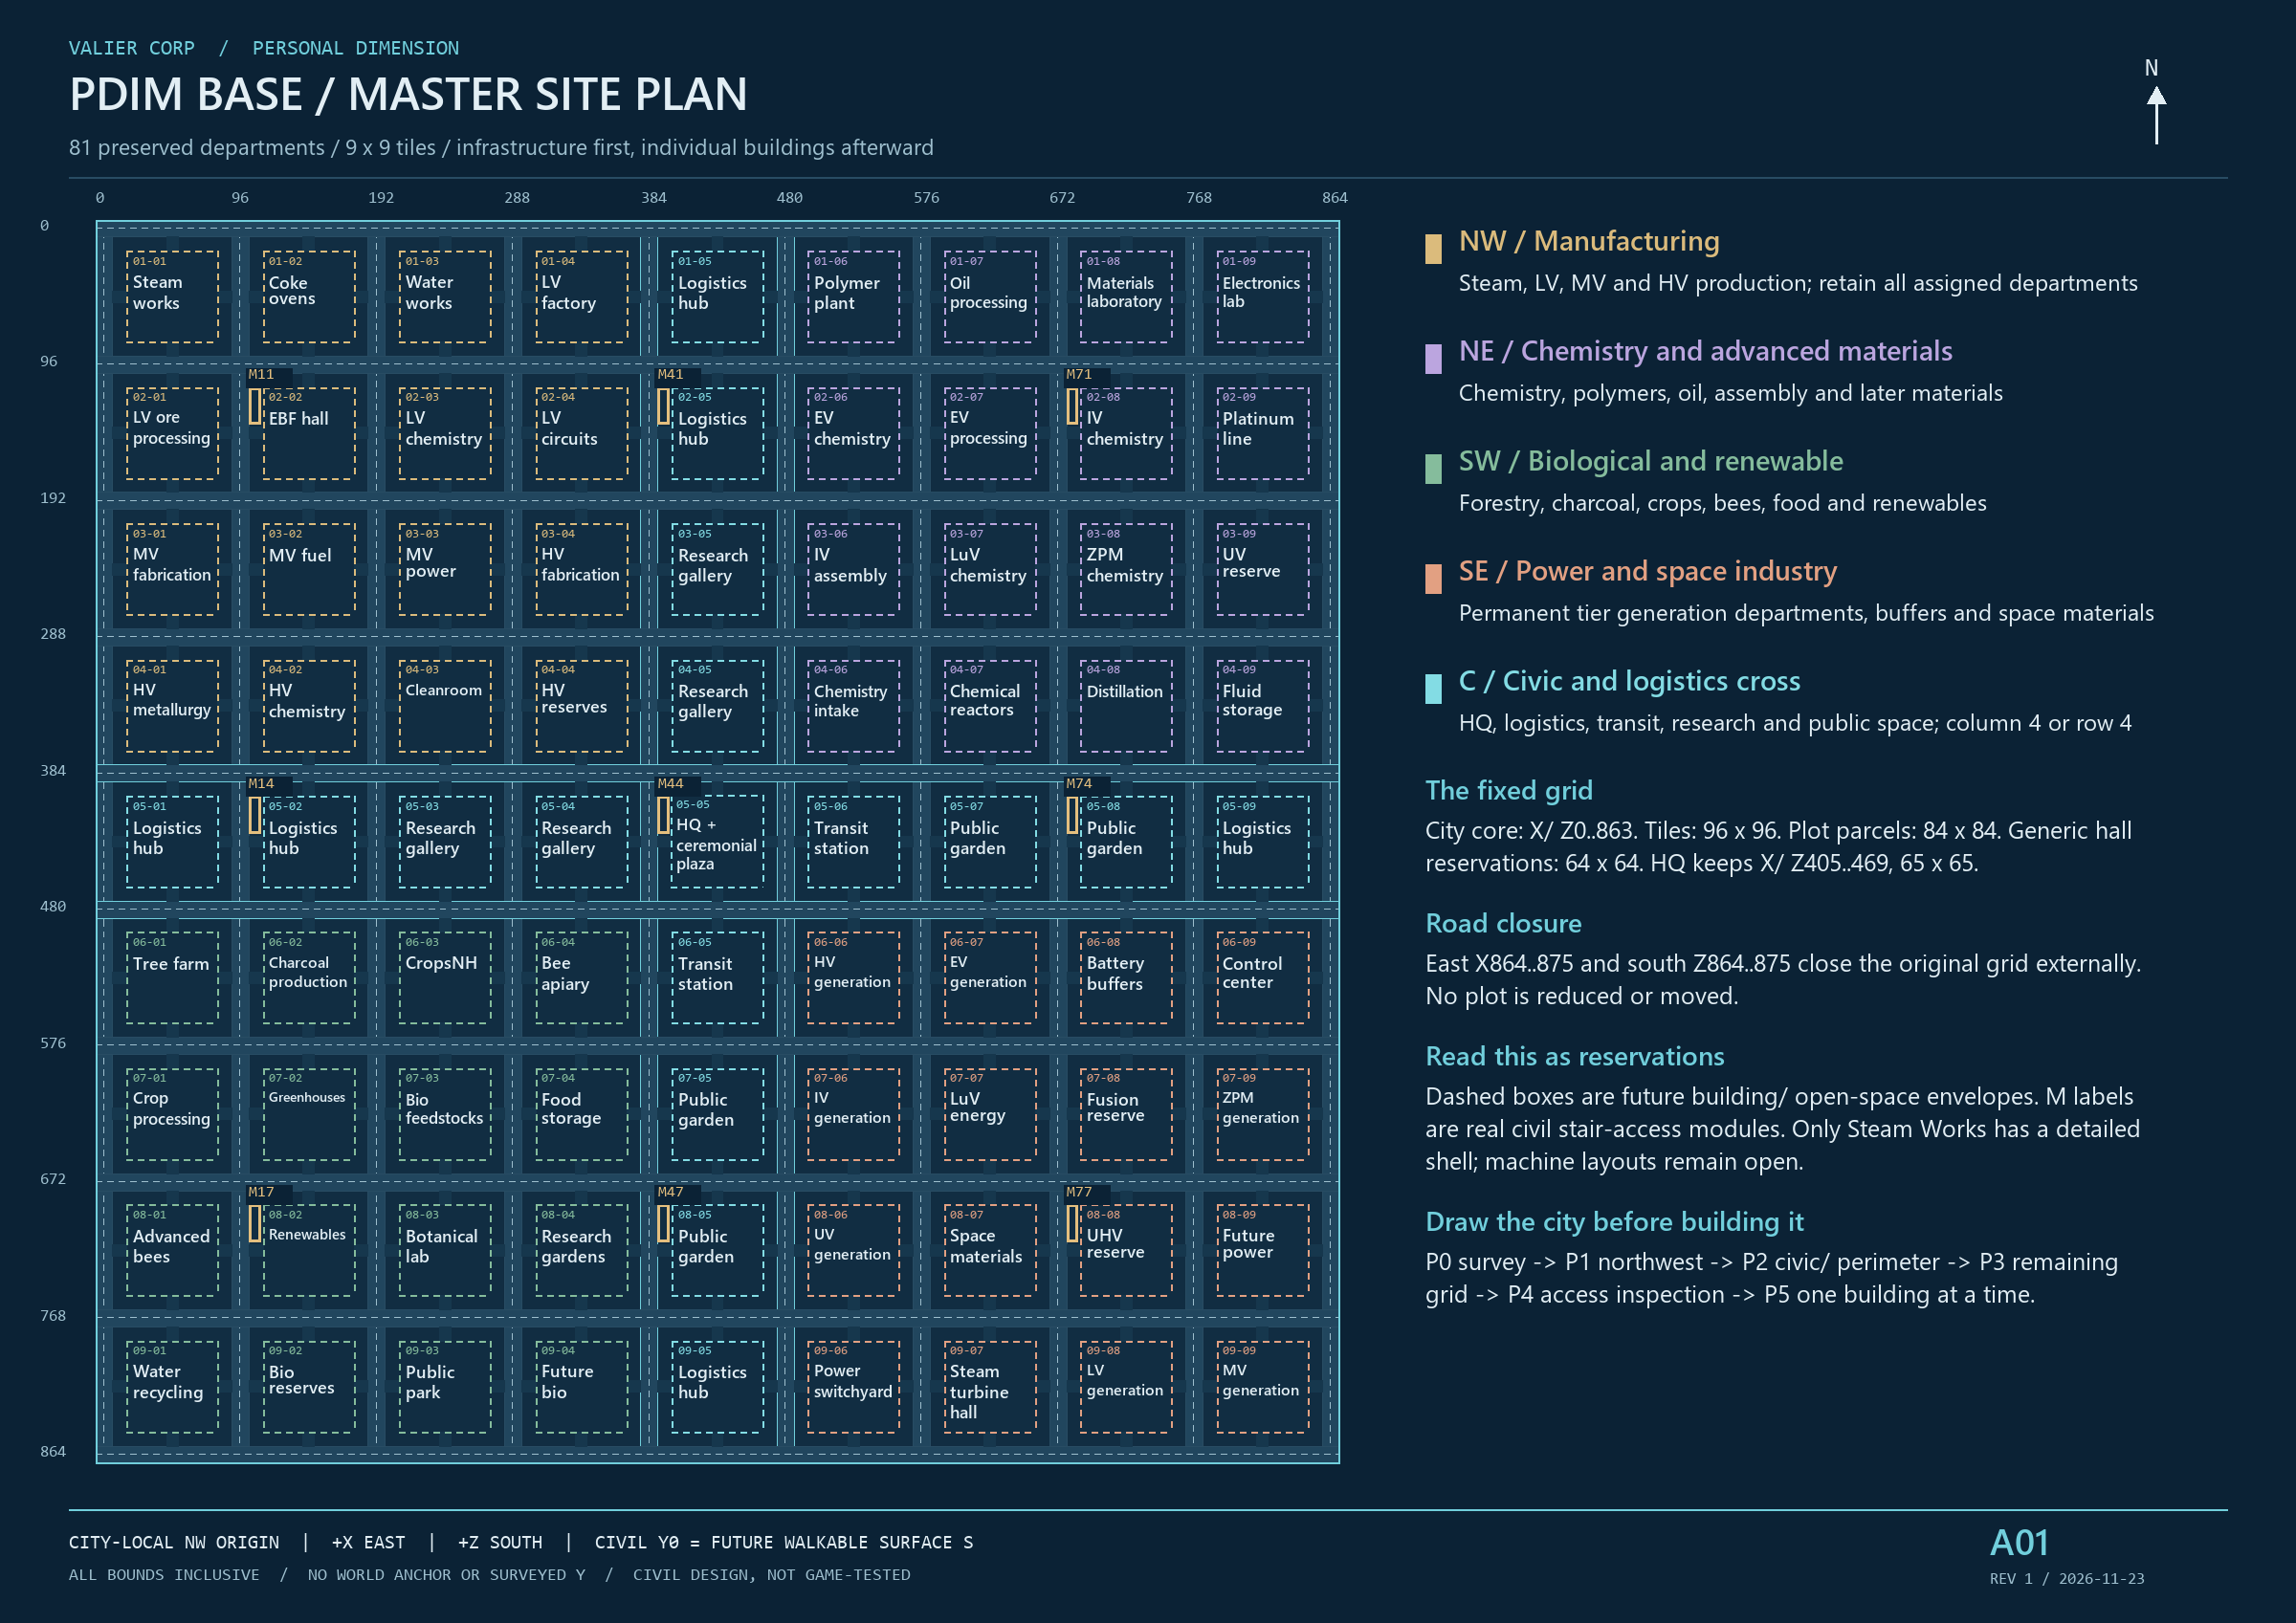 VALIER CORP / PERSONAL DIMENSION
PDIM BASE / MASTER SITE PLAN
81 preserved departments / 9 x 9 tiles / infrastructure first, individual buildings afterward
N
0 96 192 288 384 480 576 672 768 864
0
01-01 Steam works
01-02 Coke ovens
01-03 Water works
01-04 LV factory
01-05 Logistics hub
01-06 Polymer plant
01-07 Oil processing
01-08 Materials laboratory
01-09 Electronics lab
96
M11
M41
M71
02-01 LV ore processing
02-02 EBF hall
02-03 LV chemistry
02-04 LV circuits
02-05 Logistics hub
02-06 EV chemistry
02-07 EV processing
02-08 IV chemistry
02-09 Platinum line
192
03-01 MV fabrication
03-02 MV fuel
03-03 MV power
03-04 HV fabrication
03-05 Research gallery
03-06 IV assembly
03-07 LuV chemistry
03-08 ZPM chemistry
03-09 UV reserve
288
04-01 HV metallurgy
04-02 HV chemistry
04-03 Cleanroom
04-04 HV reserves
04-05 Research gallery
04-06 Chemistry intake
04-07 Chemical reactors
04-08 Distillation
04-09 Fluid storage
384
M14
M44
M74
05-01 Logistics hub
05-02 Logistics hub
05-03 Research gallery
05-04 Research gallery
05-05 HQ + ceremonial plaza
05-06 Transit station
05-07 Public garden
05-08 Public garden
05-09 Logistics hub
480
06-01 Tree farm
06-02 Charcoal production
06-03 CropsNH
06-04 Bee apiary
06-05 Transit station
06-06 HV generation
06-07 EV generation
06-08 Battery buffers
06-09 Control center
576
07-01 Crop processing
07-02 Greenhouses
07-03 Bio feedstocks
07-04 Food storage
07-05 Public garden
07-06 IV generation
07-07 LuV energy
07-08 Fusion reserve
07-09 ZPM generation
672
M17
M47
M77
08-01 Advanced bees
08-02 Renewables
08-03 Botanical lab
08-04 Research gardens
08-05 Public garden
08-06 UV generation
08-07 Space materials
08-08 UHV reserve
08-09 Future power
768
09-01 Water recycling
09-02 Bio reserves
09-03 Public park
09-04 Future bio
09-05 Logistics hub
09-06 Power switchyard
09-07 Steam turbine hall
09-08 LV generation
09-09 MV generation
864
NW / Manufacturing
Steam, LV, MV and HV production; retain all assigned departments
NE / Chemistry and advanced materials
Chemistry, polymers, oil, assembly and later materials
SW / Biological and renewable
Forestry, charcoal, crops, bees, food and renewables
SE / Power and space industry
Permanent tier generation departments, buffers and space materials
C / Civic and logistics cross
HQ, logistics, transit, research and public space; column 4 or row 4
The fixed grid
City core: X/ Z0..863. Tiles: 96 x 96. Plot parcels: 84 x 84. Generic hall
reservations: 64 x 64. HQ keeps X/ Z405..469, 65 x 65.
Road closure
East X864..875 and south Z864..875 close the original grid externally.
No plot is reduced or moved.
Read this as reservations
Dashed boxes are future building/ open-space envelopes. M labels
are real civil stair-access modules. Only Steam Works has a detailed
shell; machine layouts remain open.
Draw the city before building it
P0 survey -> P1 northwest -> P2 civic/ perimeter -> P3 remaining
grid -> P4 access inspection -> P5 one building at a time.
CITY-LOCAL NW ORIGIN | +X EAST | +Z SOUTH | CIVIL Y0 = FUTURE WALKABLE SURFACE S
ALL BOUNDS INCLUSIVE / NO WORLD ANCHOR OR SURVEYED Y / CIVIL DESIGN, NOT GAME-TESTED
A01
REV 1 / 2026-11-23